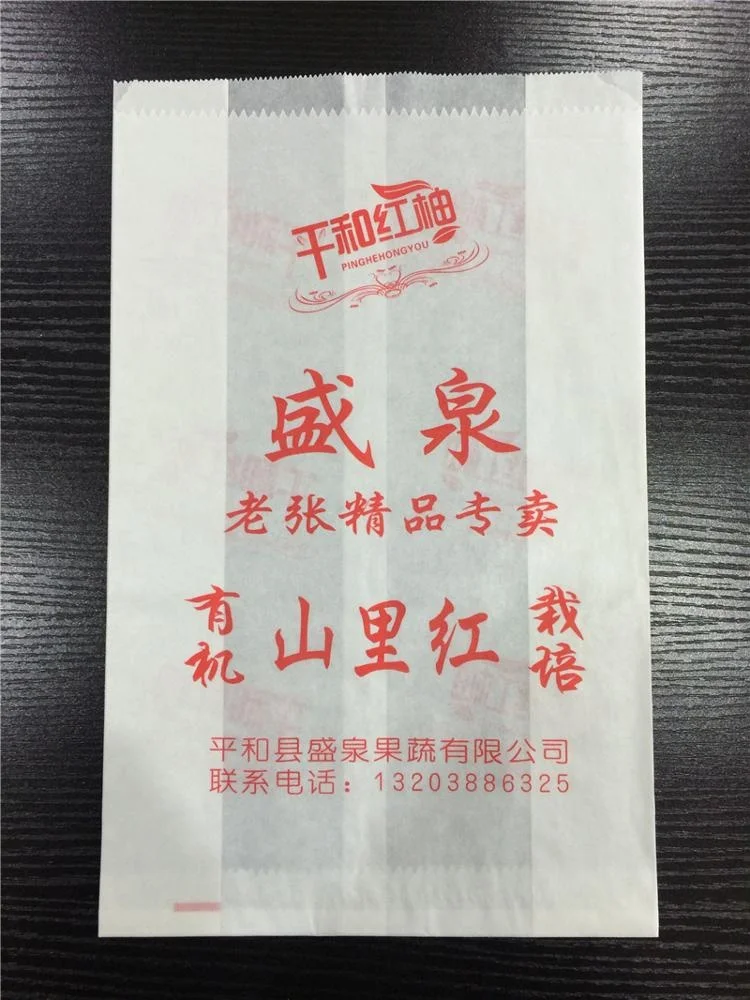 平和红柚
PINGHEHONGYOU
盛泉
老张精品专卖
有机 山里红 栽培
平和县盛泉果蔬有限公司
联系电话：13203886325